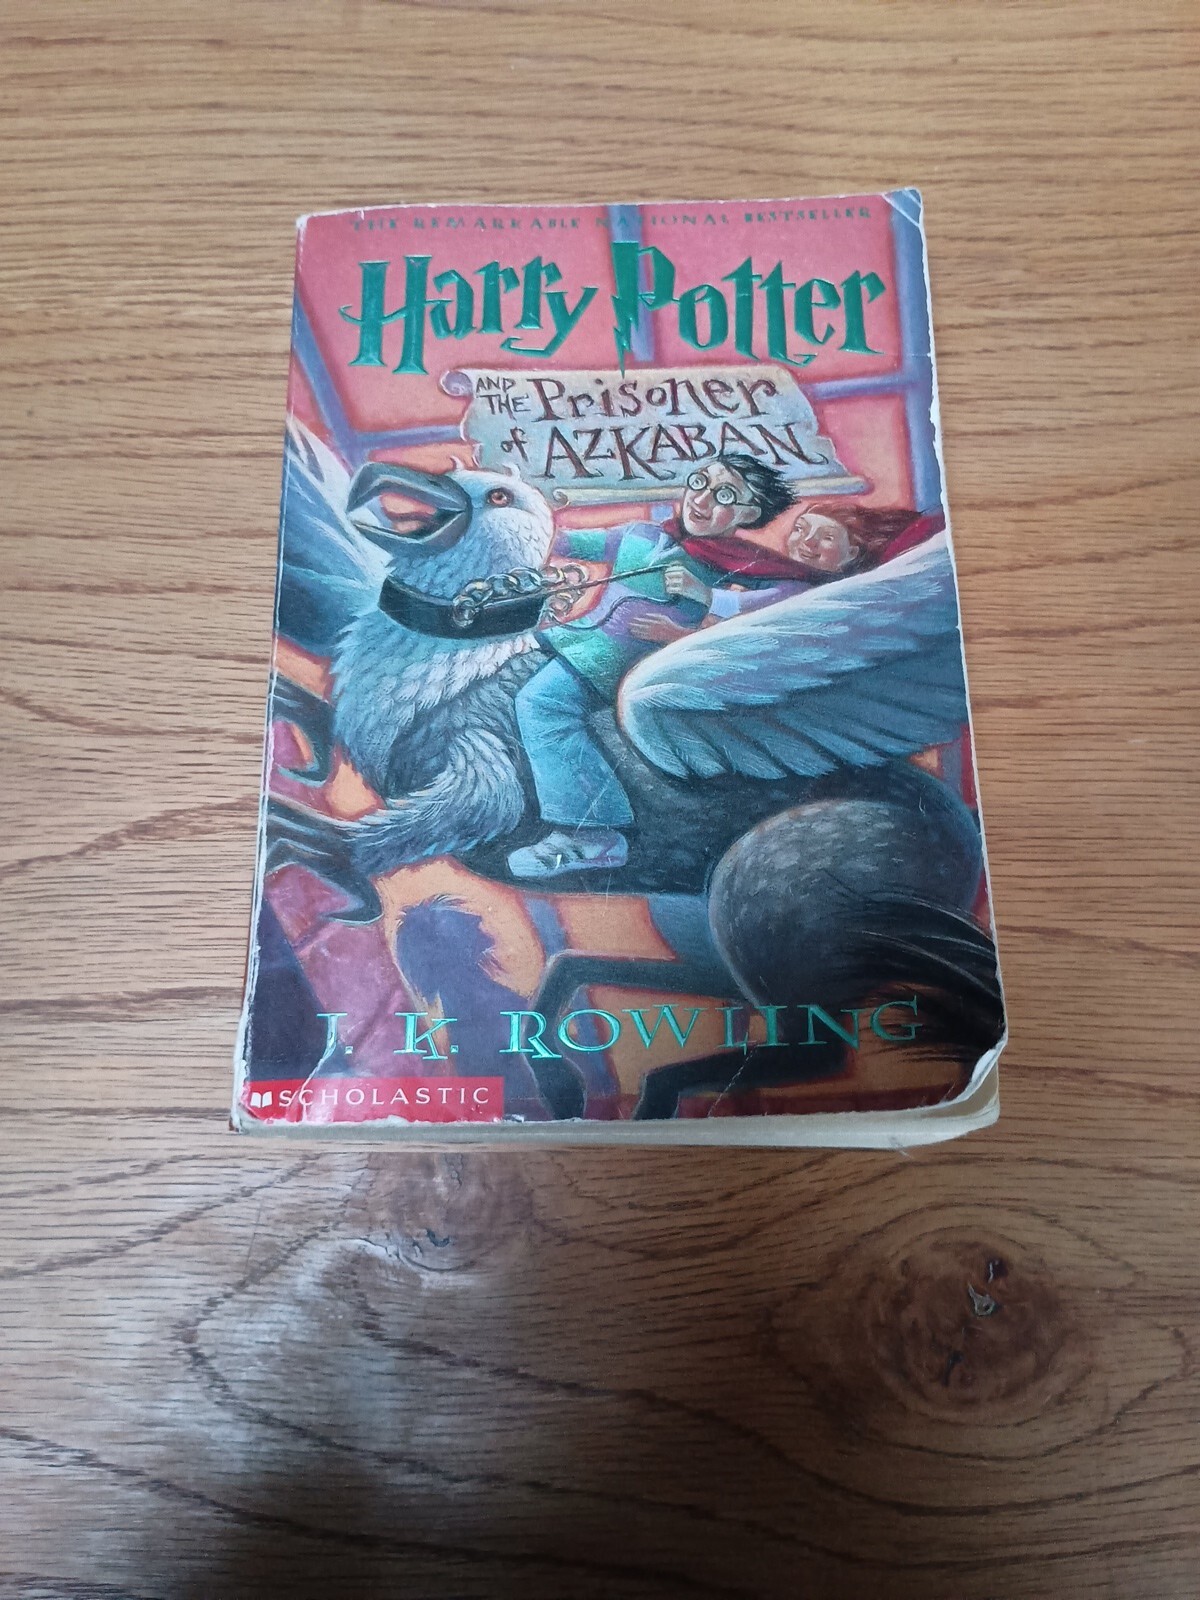 THE REMARKABLE NATIONAL BESTSELLER
Harry Potter
AND THE Prisoner
of AZKABAN
J. K. ROWLING
SCHOLASTIC